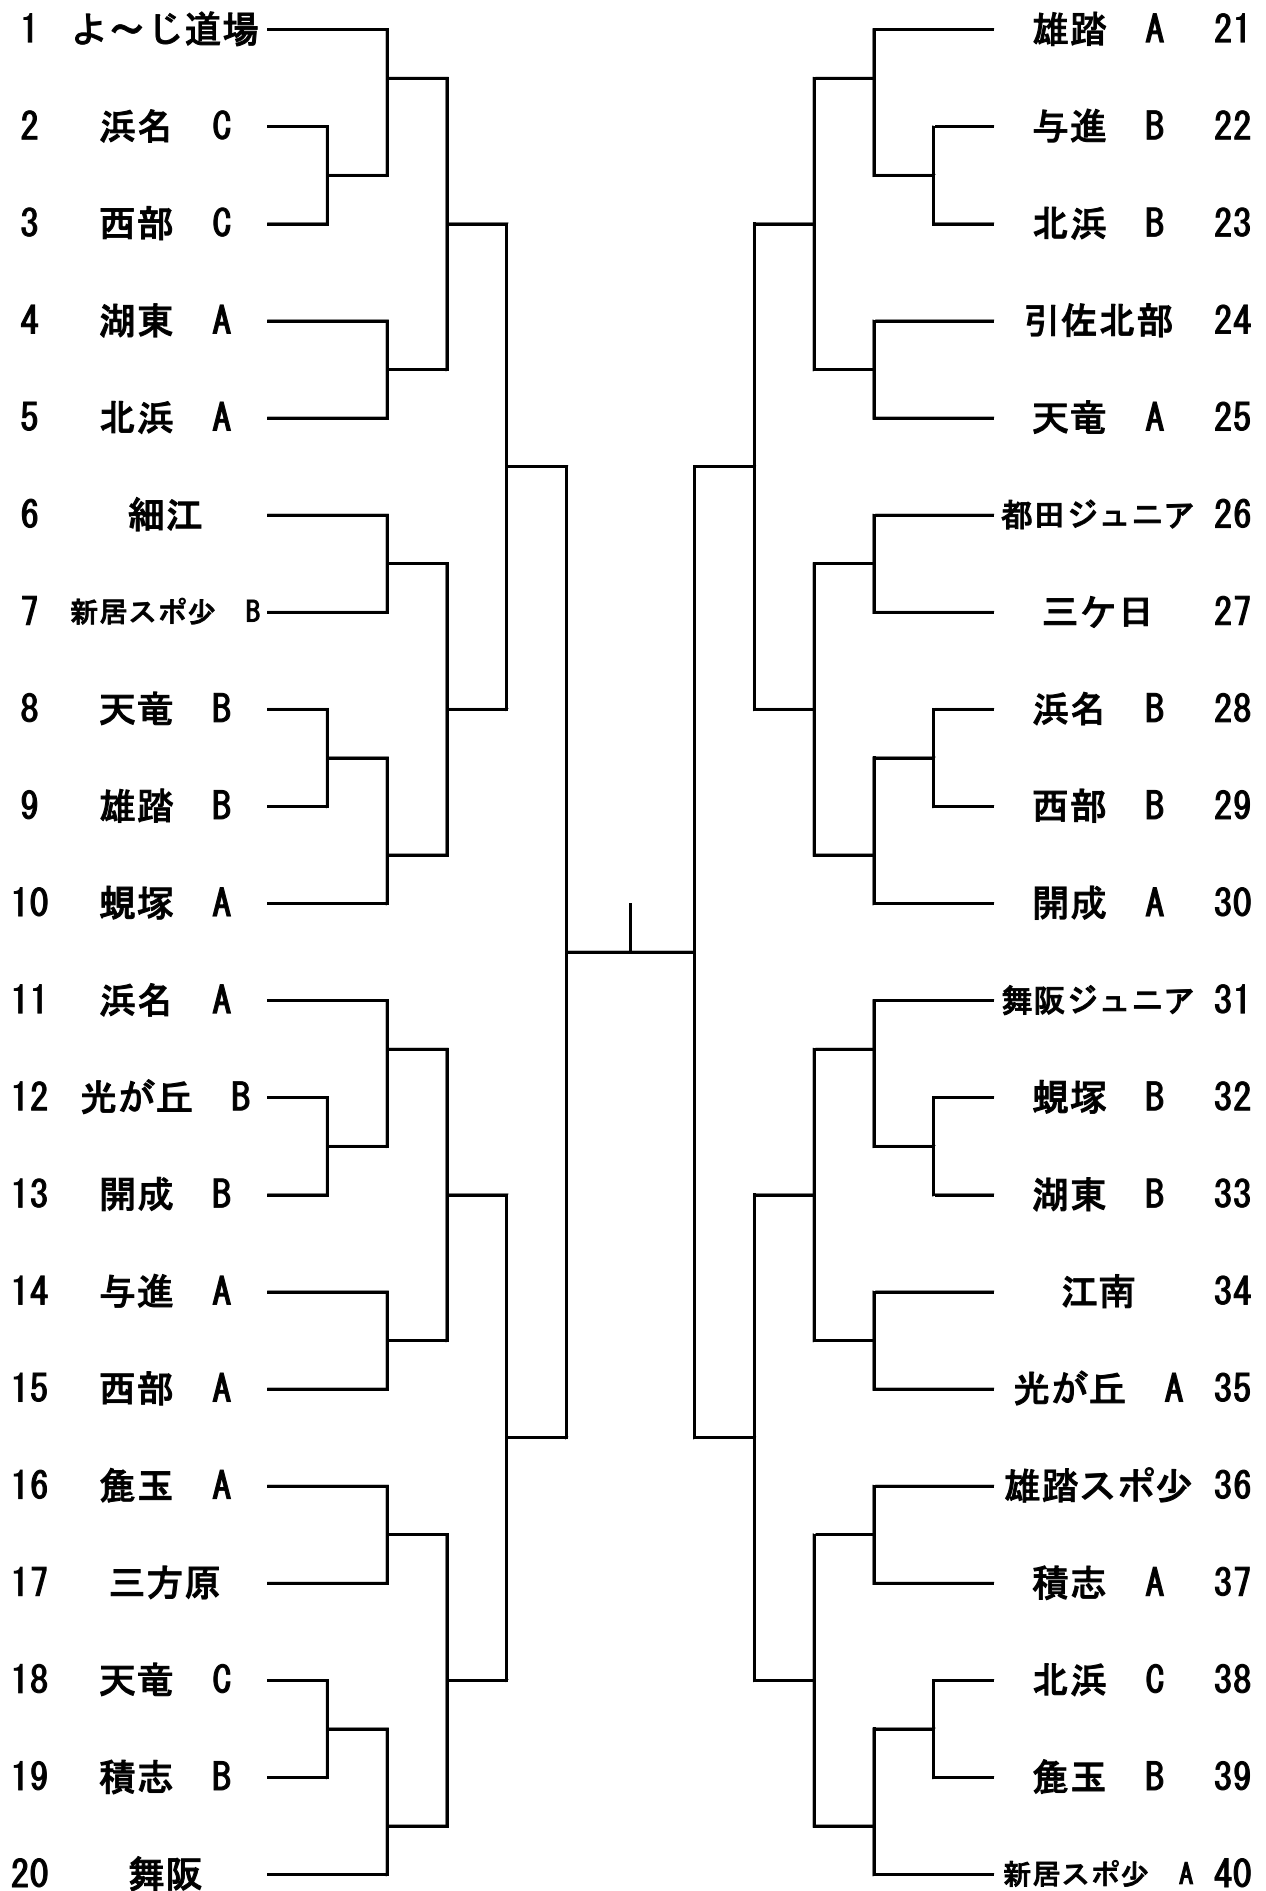 1 よ～じ道場
2 浜名 C
3 西部 C
4 湖東 A
5 北浜 A
6 細江
7 新居スポ少 B
8 天竜 B
9 雄踏 B
10 蜆塚 A
11 浜名 A
12 光が丘 B
13 開成 B
14 与進 A
15 西部 A
16 麁玉 A
17 三方原
18 天竜 C
19 積志 B
20 舞阪
雄踏 A 21
与進 B 22
北浜 B 23
引佐北部 24
天竜 A 25
都田ジュニア 26
三ケ日 27
浜名 B 28
西部 B 29
開成 A 30
舞阪ジュニア 31
蜆塚 B 32
湖東 B 33
江南 34
光が丘 A 35
雄踏スポ少 36
積志 A 37
北浜 C 38
麁玉 B 39
新居スポ少 A 40